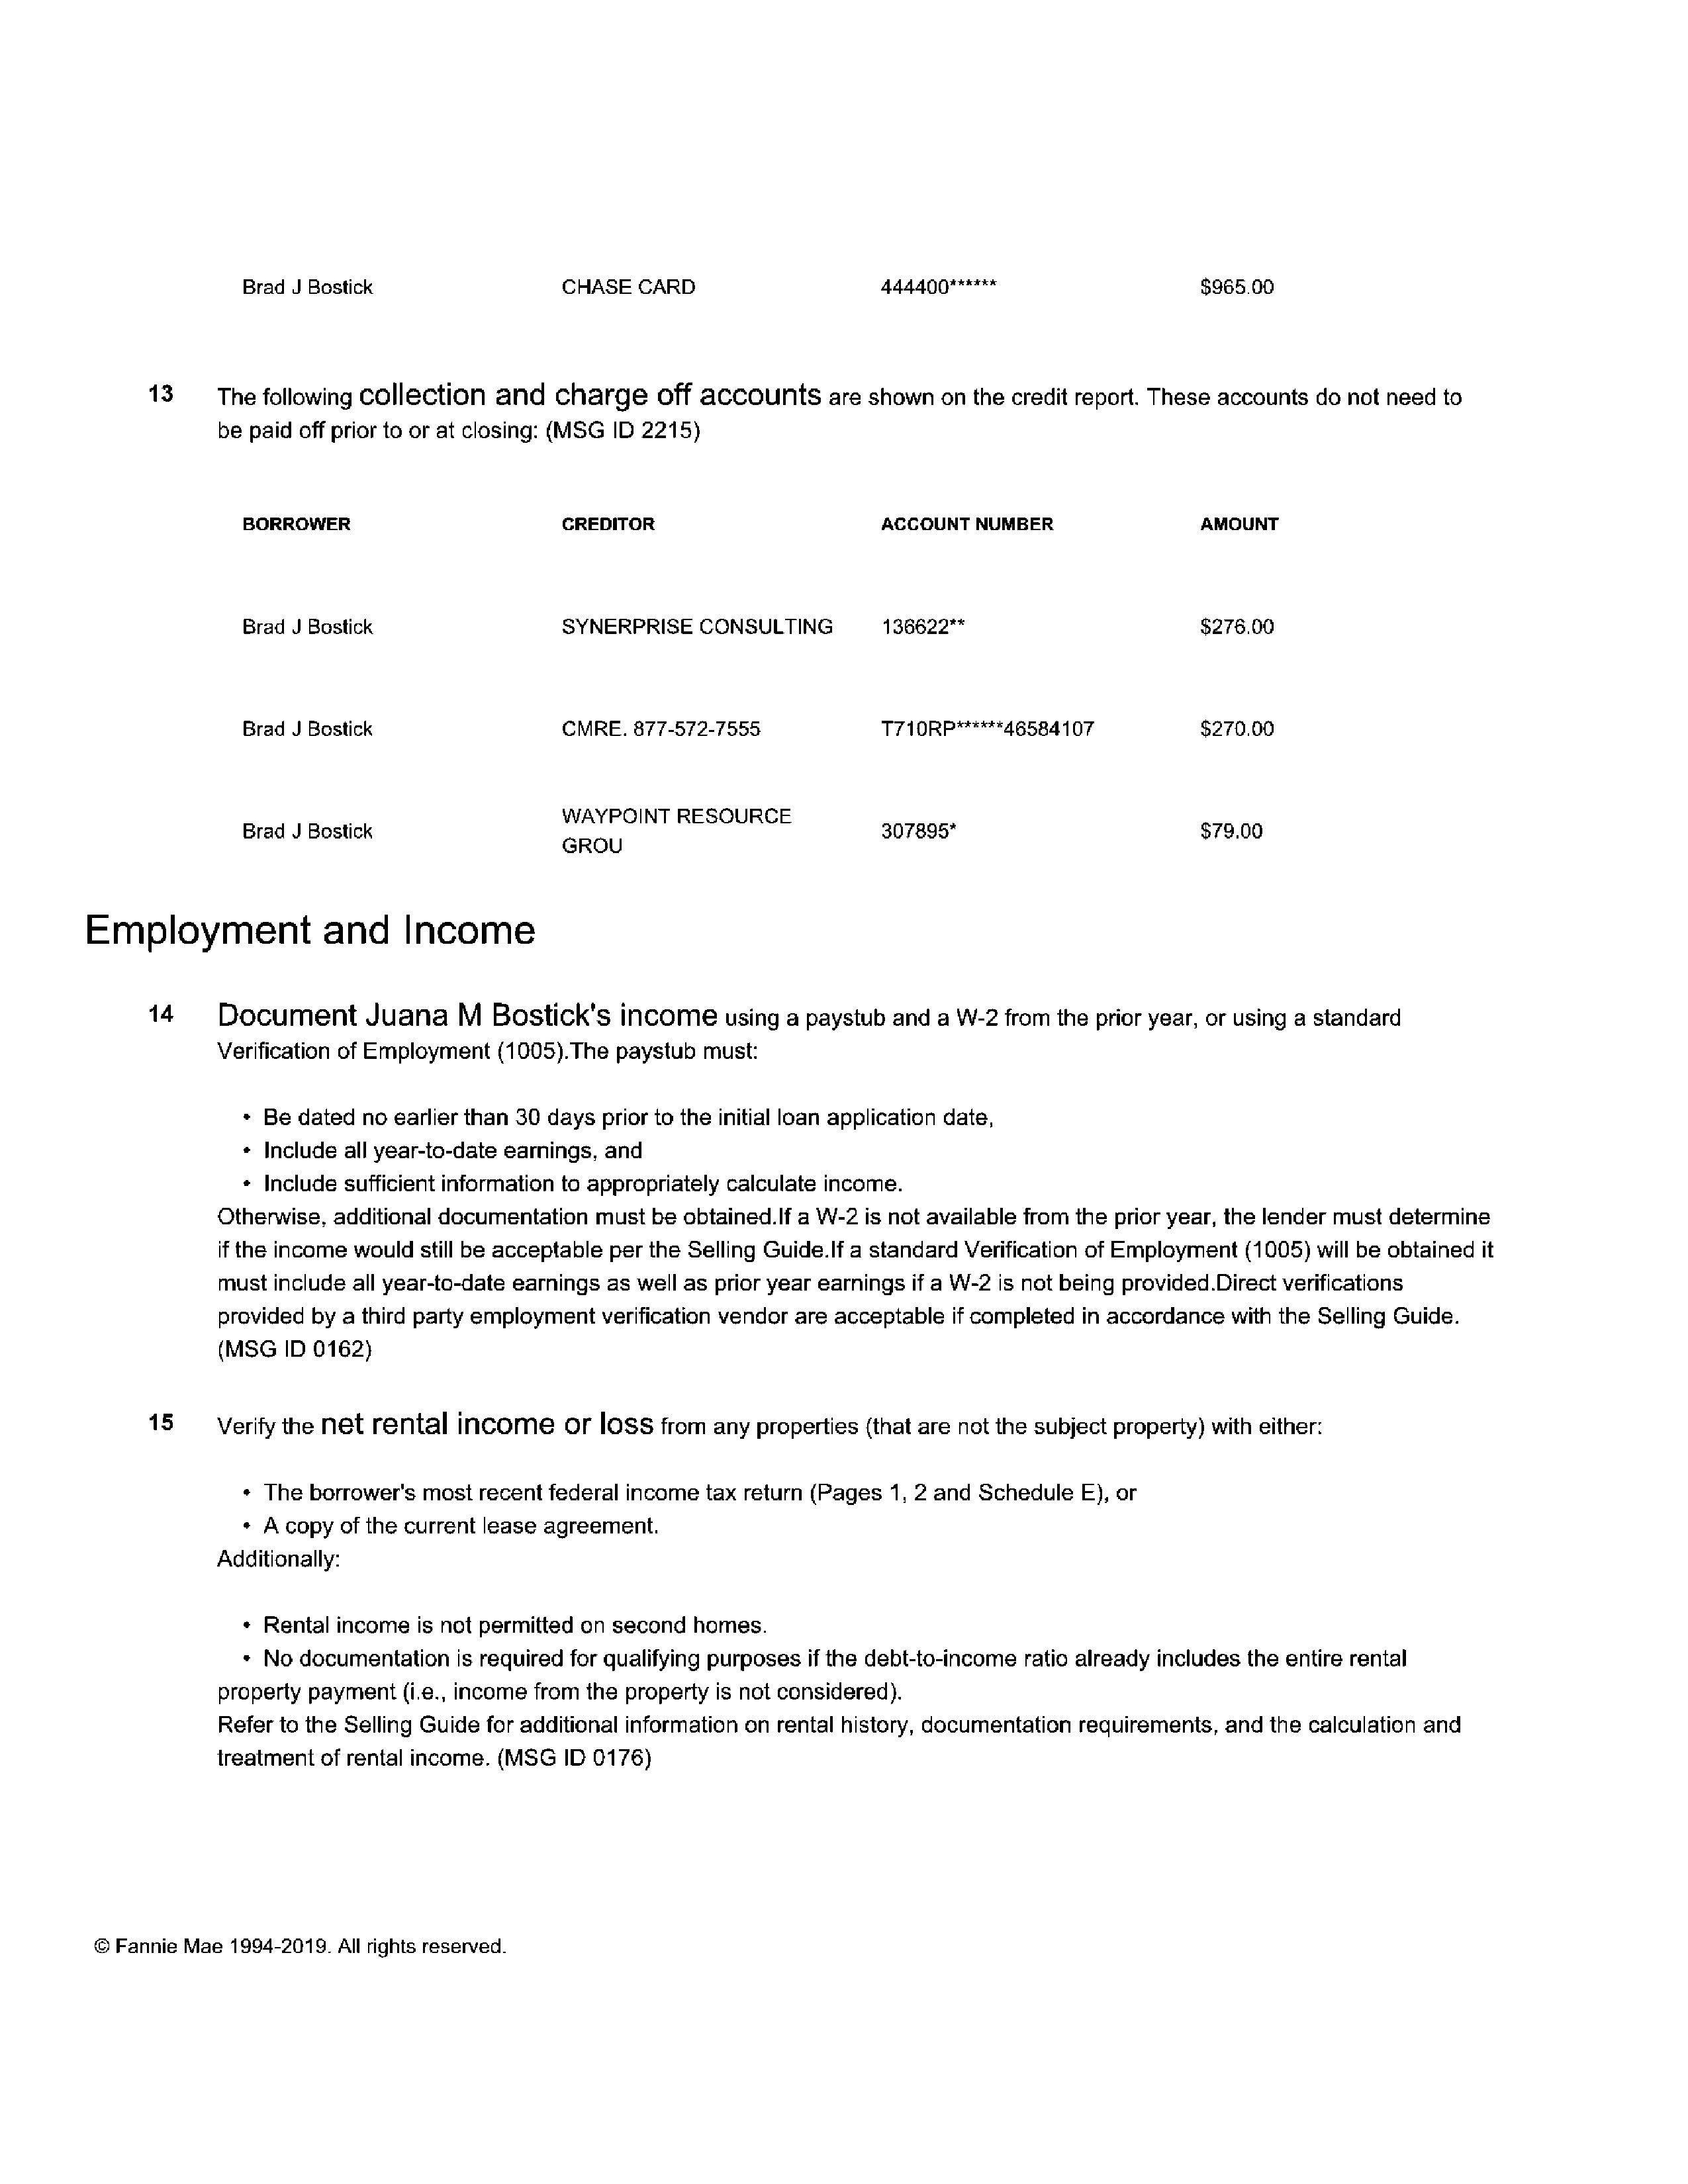 Brad J Bostick CHASE CARD 444400****** $965.00
13 The following collection and charge off accounts are shown on the credit report. These accounts do not need to
be paid off prior to or at closing: (MSG ID 2215)
BORROWER CREDITOR ACCOUNT NUMBER AMOUNT
Brad J Bostick SYNERPRISE CONSULTING 136622** $276.00
Brad J Bostick CMRE. 877-572-7555 T710RP******46584107 $270.00
Brad J Bostick WAYPOINT RESOURCE
GROU 307895* $79.00
Employment and Income
14 Document Juana M Bostick's income using a paystub and a W-2 from the prior year, or using a standard
Verification of Employment (1005).The paystub must:
• Be dated no earlier than 30 days prior to the initial loan application date,
• Include all year-to-date earnings, and
• Include sufficient information to appropriately calculate income.
Otherwise, additional documentation must be obtained.If a W-2 is not available from the prior year, the lender must determine
if the income would still be acceptable per the Selling Guide.If a standard Verification of Employment (1005) will be obtained it
must include all year-to-date earnings as well as prior year earnings if a W-2 is not being provided.Direct verifications
provided by a third party employment verification vendor are acceptable if completed in accordance with the Selling Guide.
(MSG ID 0162)
15 Verify the net rental income or loss from any properties (that are not the subject property) with either:
• The borrower's most recent federal income tax return (Pages 1, 2 and Schedule E), or
• A copy of the current lease agreement.
Additionally:
• Rental income is not permitted on second homes.
• No documentation is required for qualifying purposes if the debt-to-income ratio already includes the entire rental
property payment (i.e., income from the property is not considered).
Refer to the Selling Guide for additional information on rental history, documentation requirements, and the calculation and
treatment of rental income. (MSG ID 0176)
© Fannie Mae 1994-2019. All rights reserved.